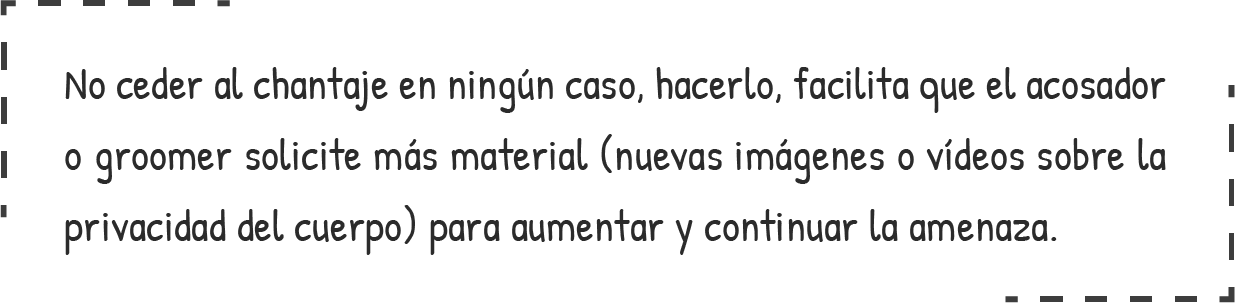 No ceder al chantaje en ningún caso, hacerlo, facilita que el acosador
o groomer solicite más material (nuevas imágenes o vídeos sobre la
privacidad del cuerpo) para aumentar y continuar la amenaza.